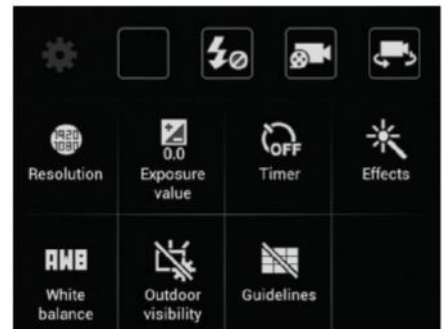 1920
1080
0.0
OFF
Resolution
Exposure
value
Timer
Effects
AWB
White
balance
Outdoor
visibility
Guidelines